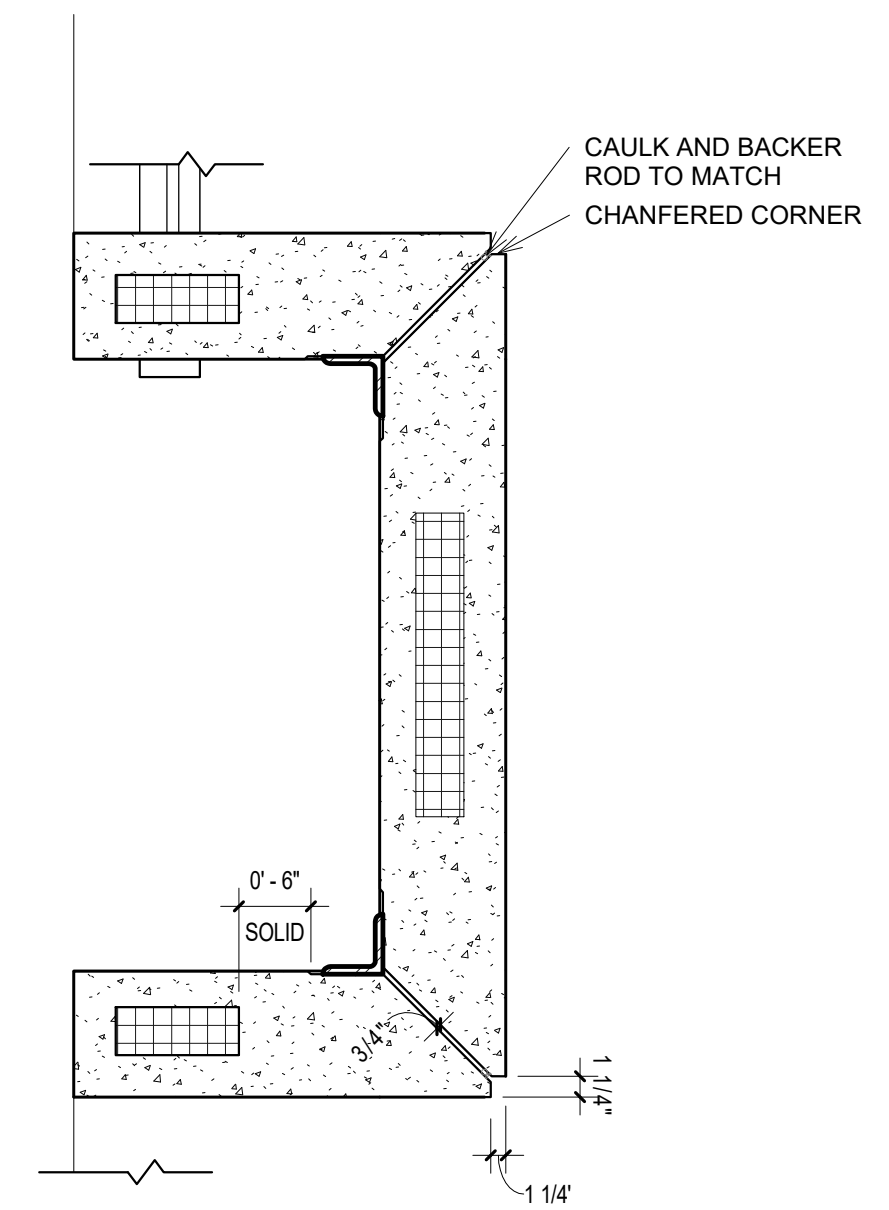 CAULK AND BACKER
ROD TO MATCH
CHANFERED CORNER
0' - 6"
SOLID
3/4"
1 1/4"
1 1/4'